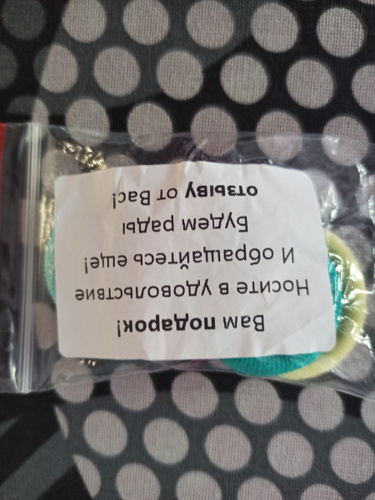 Вам подарок!
Носите в удовольствие
И обращайтесь еще!
Будем рады
отзыву от Вас!